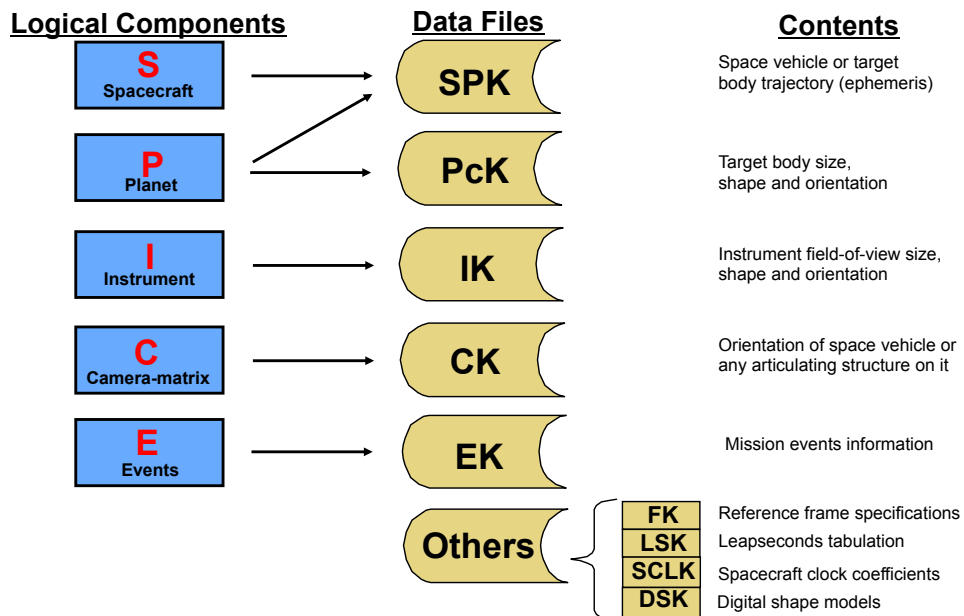 Logical Components
Data Files
Contents
S
Spacecraft
SPK
Space vehicle or target
body trajectory (ephemeris)
P
Planet
PcK
Target body size,
shape and orientation
I
Instrument
IK
Instrument field-of-view size,
shape and orientation
C
Camera-matrix
CK
Orientation of space vehicle or
any articulating structure on it
E
Events
EK
Mission events information
Others
FK
Reference frame specifications
LSK
Leapseconds tabulation
SCLK
Spacecraft clock coefficients
DSK
Digital shape models